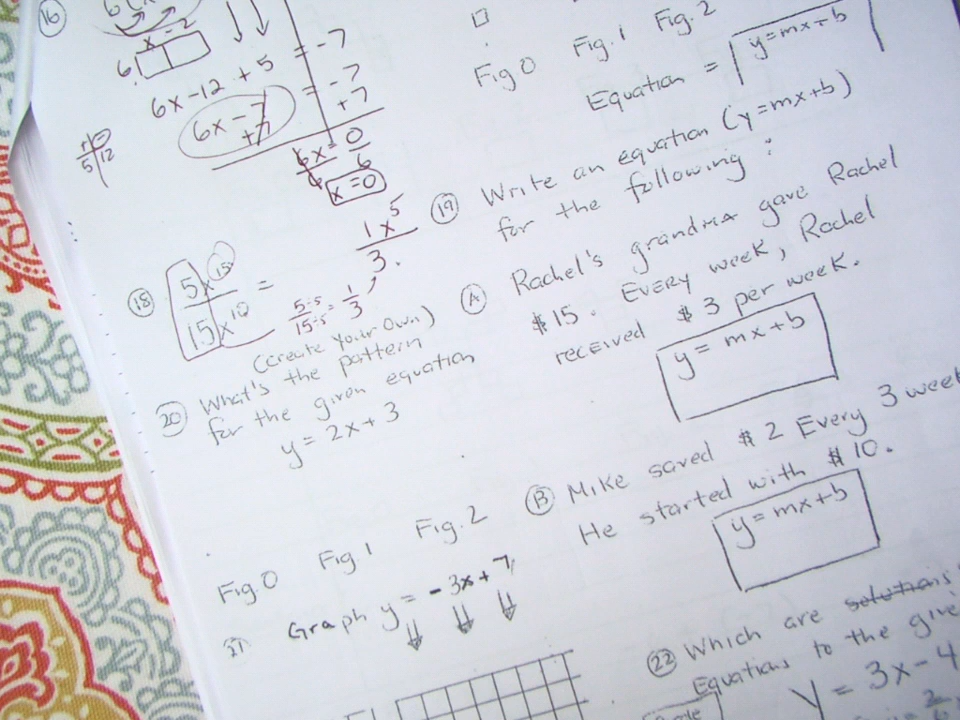 16
x - 2
6
6x-12 + 5 = -7
6x - 7 = -7
+7 +7
6x = 0
6 6
x = 0
5 12
Fig 0 Fig. 1 Fig. 2
Equation = y=mx+b
18 5x^15 / 15x^10 = 1x^5 / 3.
5÷5 / 15÷5 = 1/3
19 Write an equation (y=mx+b)
for the following:
A Rachel's grandma gave Rachel
$15. Every week, Rachel
received $3 per week.
y = mx+b
(create your own)
20 What's the pattern
for the given equation
y = 2x+3
Fig.0 Fig 1 Fig. 2
B Mike saved $2 Every 3 week
He started with $10.
y=mx+b
21 Graph y = -3x+7
22 Which are solutions
Equations to the give
y = 3x-4